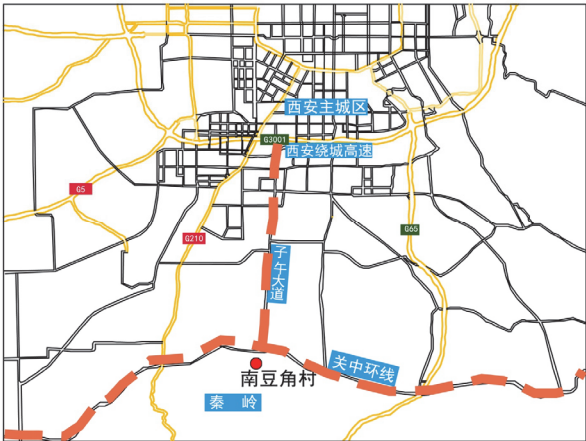 西安主城区
G3001
西安绕城高速
G5
G65
G210
子午大道
关中环线
南豆角村
秦岭